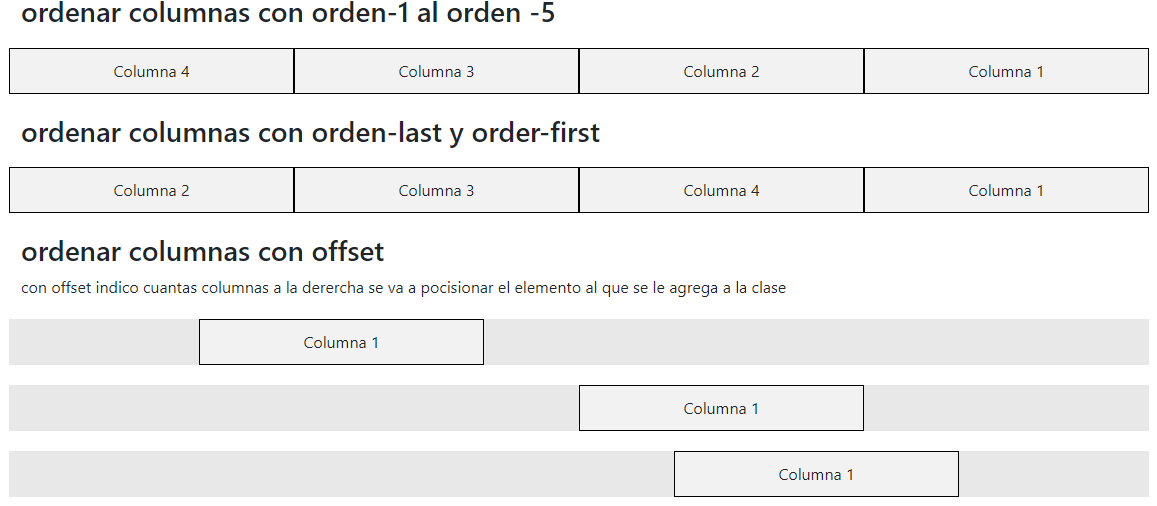 ordenar columnas con orden-1 al orden -5
Columna 4 Columna 3 Columna 2 Columna 1
ordenar columnas con orden-last y order-first
Columna 2 Columna 3 Columna 4 Columna 1
ordenar columnas con offset
con offset indico cuantas columnas a la derercha se va a pocisionar el elemento al que se le agrega a la clase
Columna 1
Columna 1
Columna 1